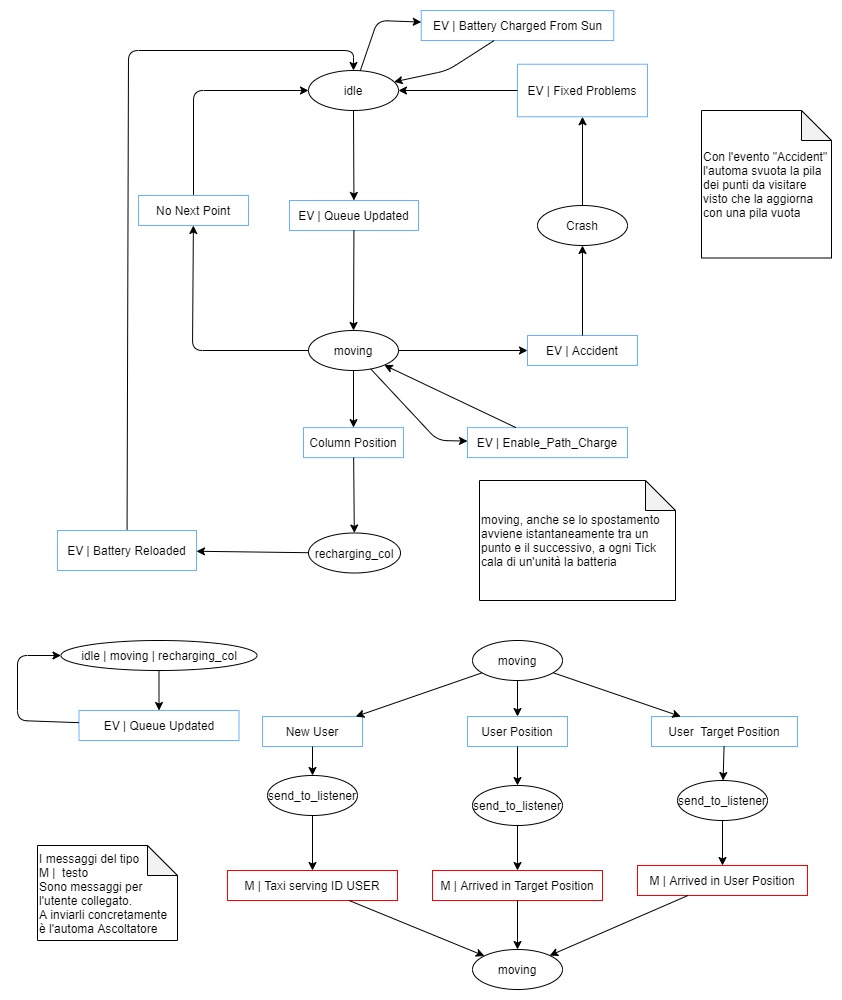 EV | Battery Charged From Sun
idle
EV | Fixed Problems
Con l'evento "Accident"
l'automa svuota la pila
dei punti da visitare
visto che la aggiorna
con una pila vuota
No Next Point
EV | Queue Updated
Crash
moving
EV | Accident
Column Position
EV | Enable_Path_Charge
moving, anche se lo spostamento
avviene istantaneamente tra un
punto e il successivo, a ogni Tick
cala di un'unità la batteria
EV | Battery Reloaded
recharging_col
idle | moving | recharging_col
EV | Queue Updated
moving
New User
User Position
User Target Position
send_to_listener
send_to_listener
send_to_listener
M | Taxi serving ID USER
M | Arrived in Target Position
M | Arrived in User Position
I messaggi del tipo
M | testo
Sono messaggi per
l'utente collegato.
A inviarli concretamente
è l'automa Ascoltatore
moving